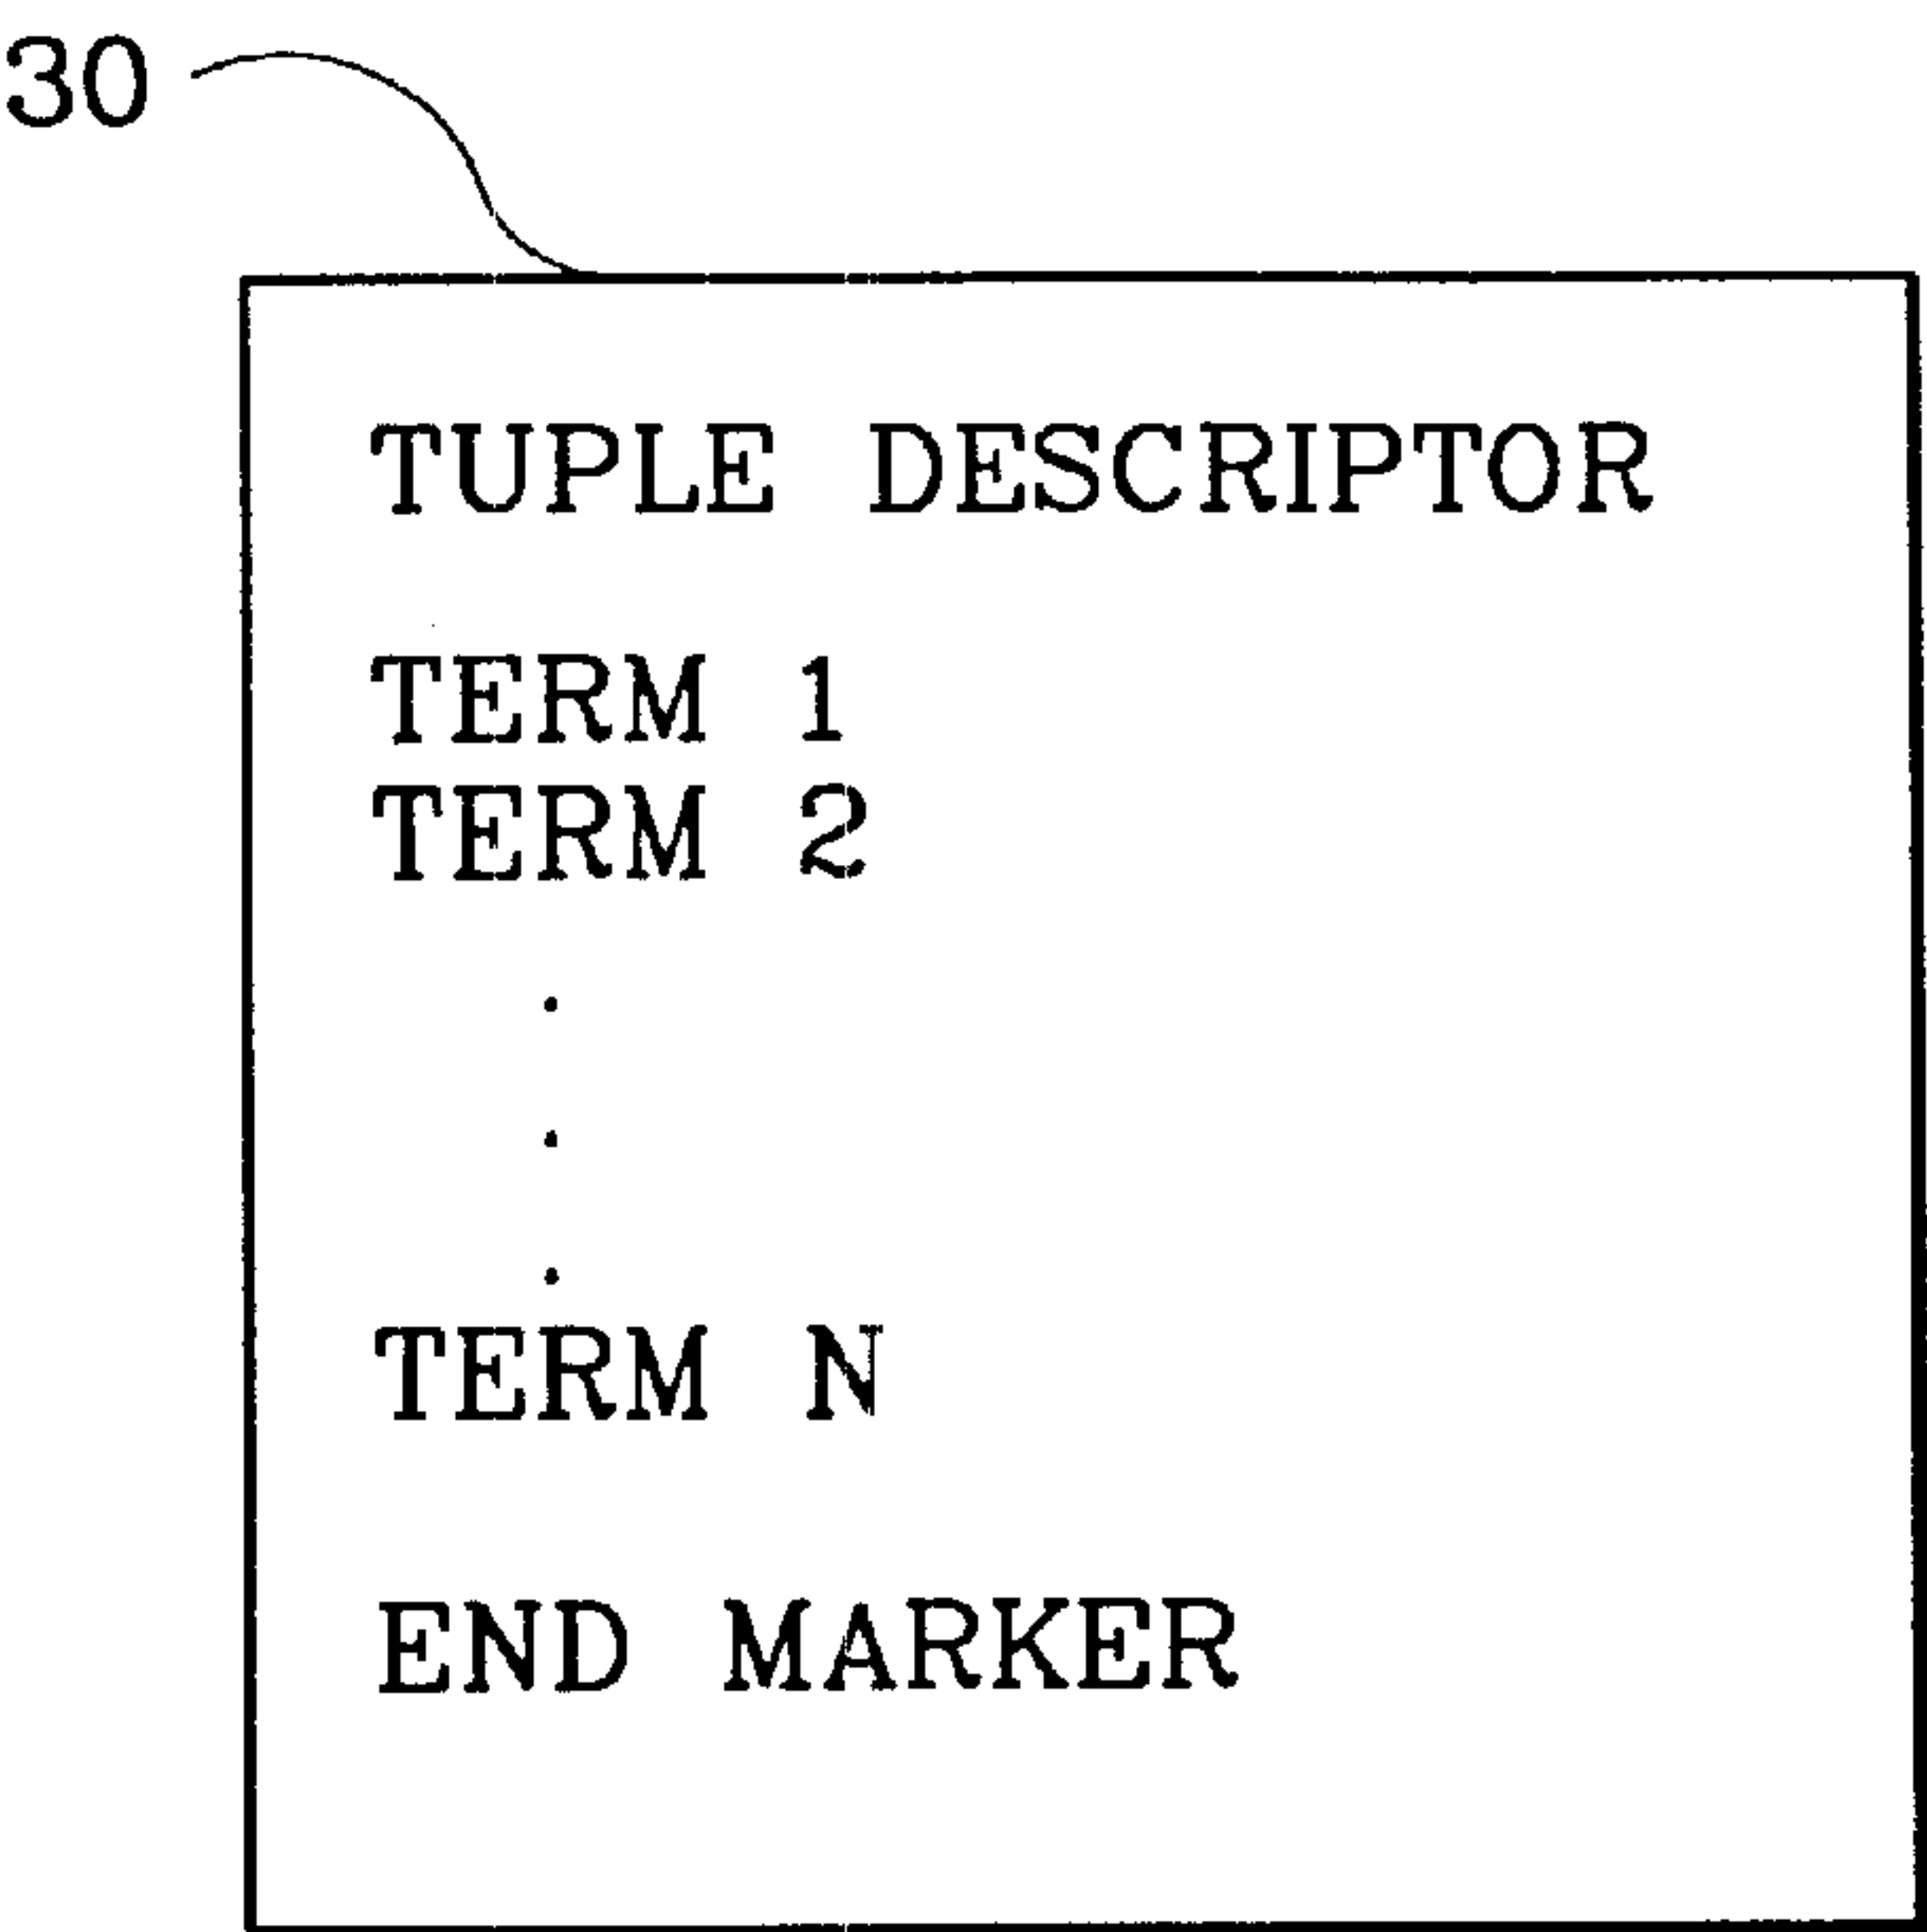 30
TUPLE DESCRIPTOR
TERM 1
TERM 2
.
.
.
TERM N
END MARKER